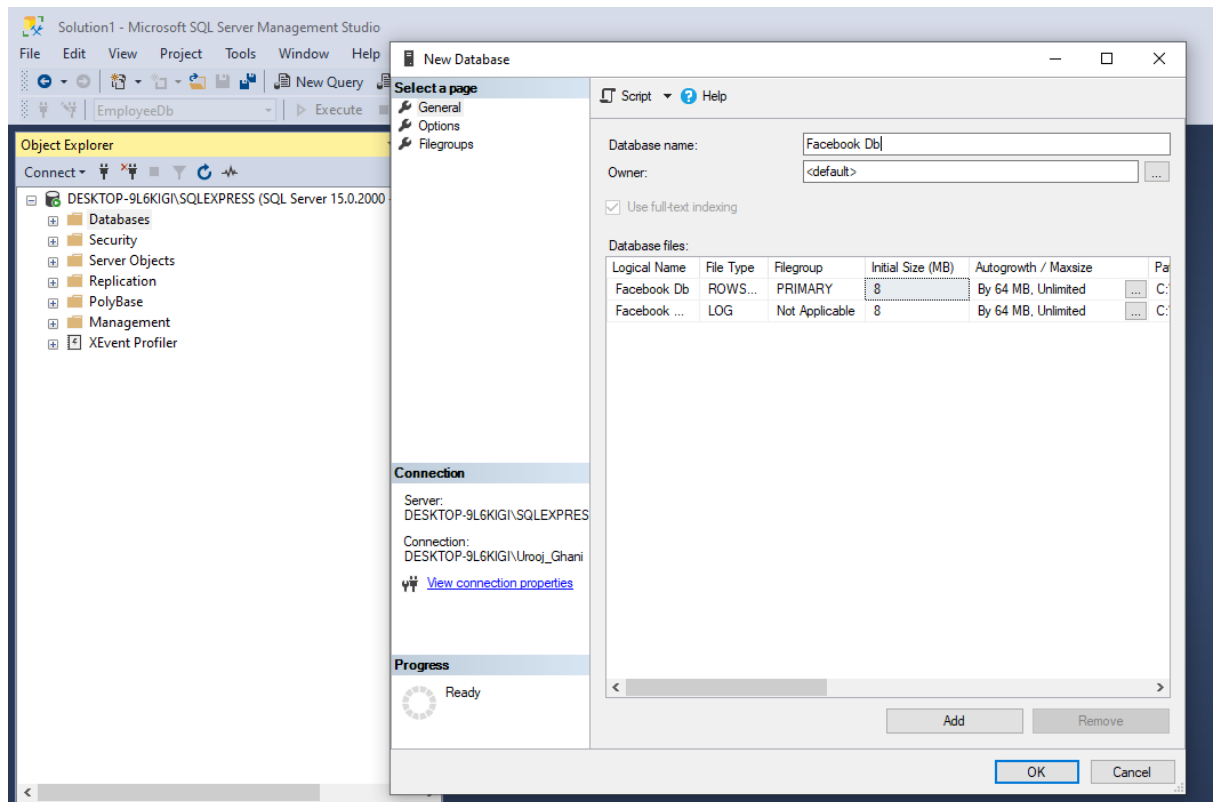 Solution1 - Microsoft SQL Server Management Studio
File Edit View Project Tools Window Help
New Query
EmployeeDb Execute
Object Explorer
Connect
DESKTOP-9L6KIGI\SQLEXPRESS (SQL Server 15.0.2000 -
Databases
Security
Server Objects
Replication
PolyBase
Management
XEvent Profiler
New Database
Select a page
General
Options
Filegroups
Script Help
Database name: Facebook Db
Owner: <default> ...
Use full-text indexing
Database files:
Logical Name File Type Filegroup Initial Size (MB) Autogrowth / Maxsize Pa
Facebook Db ROWS... PRIMARY 8 By 64 MB, Unlimited ... C:
Facebook ... LOG Not Applicable 8 By 64 MB, Unlimited ... C:
Connection
Server:
DESKTOP-9L6KIGI\SQLEXPRES
Connection:
DESKTOP-9L6KIGI\Urooj_Ghani
View connection properties
Progress
Ready
Add Remove
OK Cancel